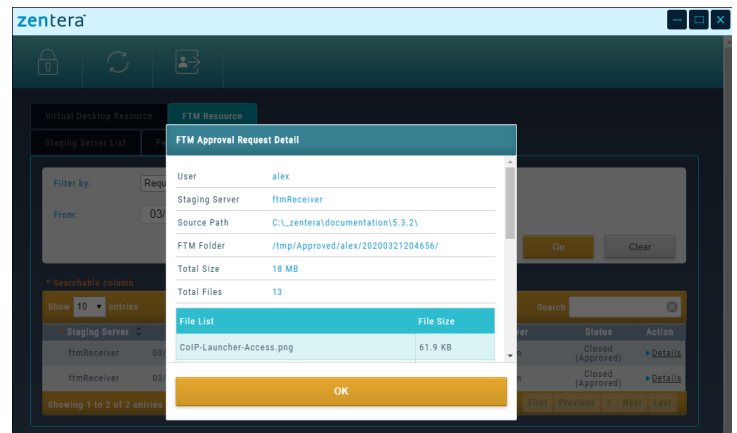 zentera
Virtual Desktop Resource
FTM Resource
Staging Server List
FTM Approval Request Detail
User alex
Staging Server ftmReceiver
Source Path C:\_zentera\documentation\5.3.2\
FTM Folder /tmp/Approved/alex/20200321204656/
Total Size 18 MB
Total Files 13
File List File Size
CoIP-Launcher-Access.png 61.9 KB
OK
Filter by: Requ
From: 03/
Go Clear
* Searchable column
Show 10 entries Search
Staging Server Status Action
ftmReceiver 03/ Closed (Approved) Details
ftmReceiver 03/ Closed (Approved) Details
Showing 1 to 2 of 2 entries First Previous 1 Next Last